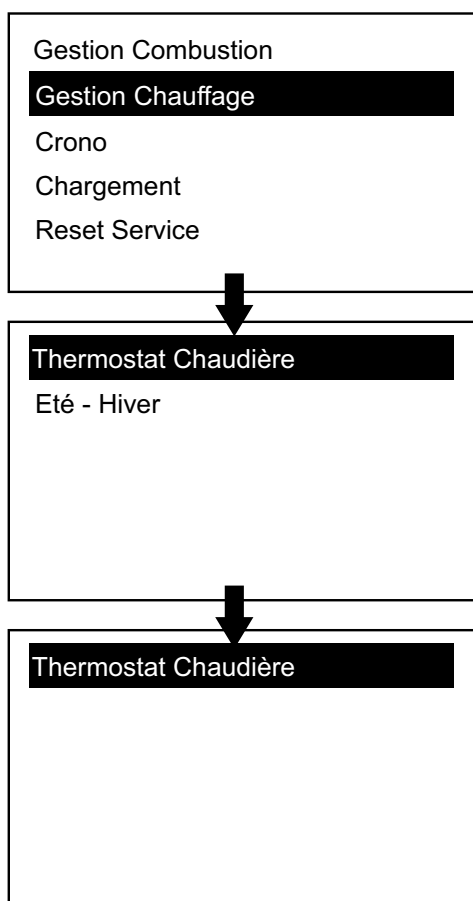 Gestion Combustion
Gestion Chauffage
Crono
Chargement
Reset Service
Thermostat Chaudière
Eté - Hiver
Thermostat Chaudière